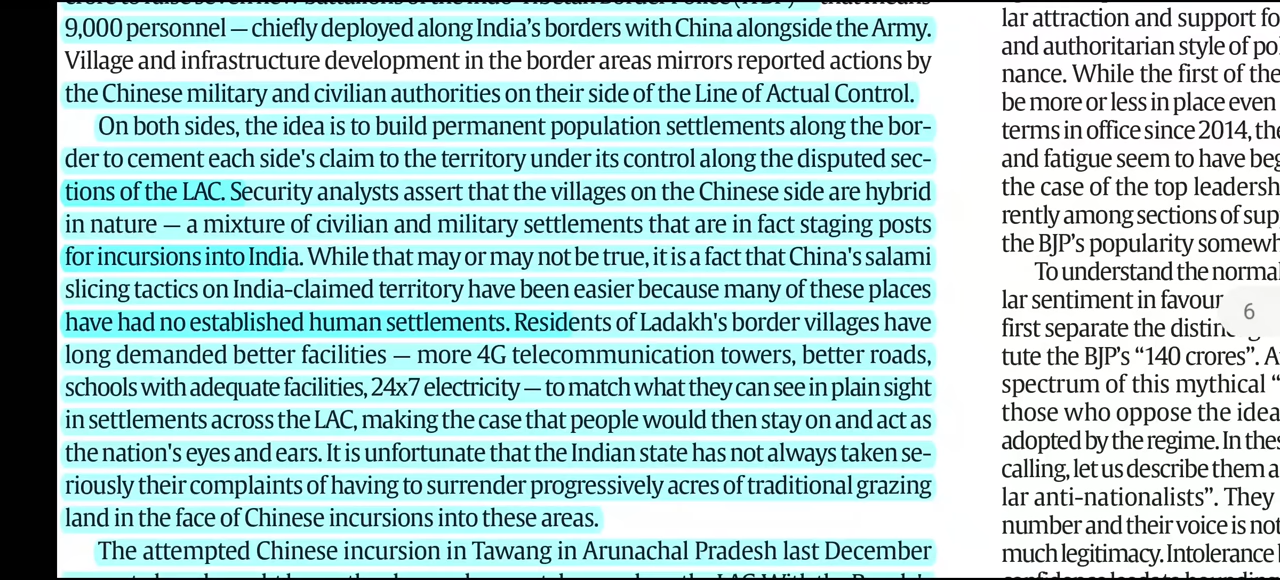 9,000 personnel — chiefly deployed along India's borders with China alongside the Army.
Village and infrastructure development in the border areas mirrors reported actions by
the Chinese military and civilian authorities on their side of the Line of Actual Control.
On both sides, the idea is to build permanent population settlements along the bor-
der to cement each side's claim to the territory under its control along the disputed sec-
tions of the LAC. Security analysts assert that the villages on the Chinese side are hybrid
in nature — a mixture of civilian and military settlements that are in fact staging posts
for incursions into India. While that may or may not be true, it is a fact that China's salami
slicing tactics on India-claimed territory have been easier because many of these places
have had no established human settlements. Residents of Ladakh's border villages have
long demanded better facilities — more 4G telecommunication towers, better roads,
schools with adequate facilities, 24x7 electricity — to match what they can see in plain sight
in settlements across the LAC, making the case that people would then stay on and act as
the nation's eyes and ears. It is unfortunate that the Indian state has not always taken se-
riously their complaints of having to surrender progressively acres of traditional grazing
land in the face of Chinese incursions into these areas.
The attempted Chinese incursion in Tawang in Arunachal Pradesh last December
lar attraction and support fo
and authoritarian style of po
nance. While the first of the
be more or less in place even
terms in office since 2014, the
and fatigue seem to have beg
the case of the top leadersh
rently among sections of sup
the BJP's popularity somewh
To understand the normal
lar sentiment in favour
first separate the distin
tute the BJP's "140 crores". A
spectrum of this mythical "
those who oppose the idea
adopted by the regime. In thes
calling, let us describe them a
lar anti-nationalists". They
number and their voice is not
much legitimacy. Intolerance
6